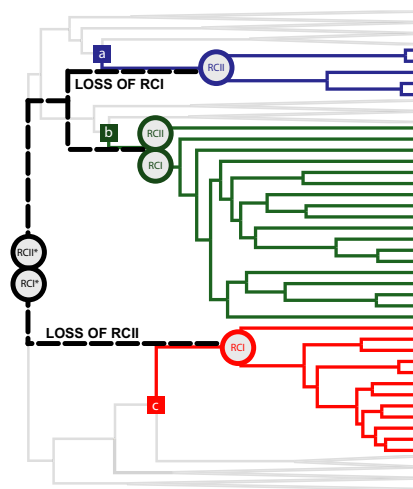 a
RCII
LOSS OF RCI
b
RCII
RCI
RCII*
RCI*
LOSS OF RCII
RCI
c